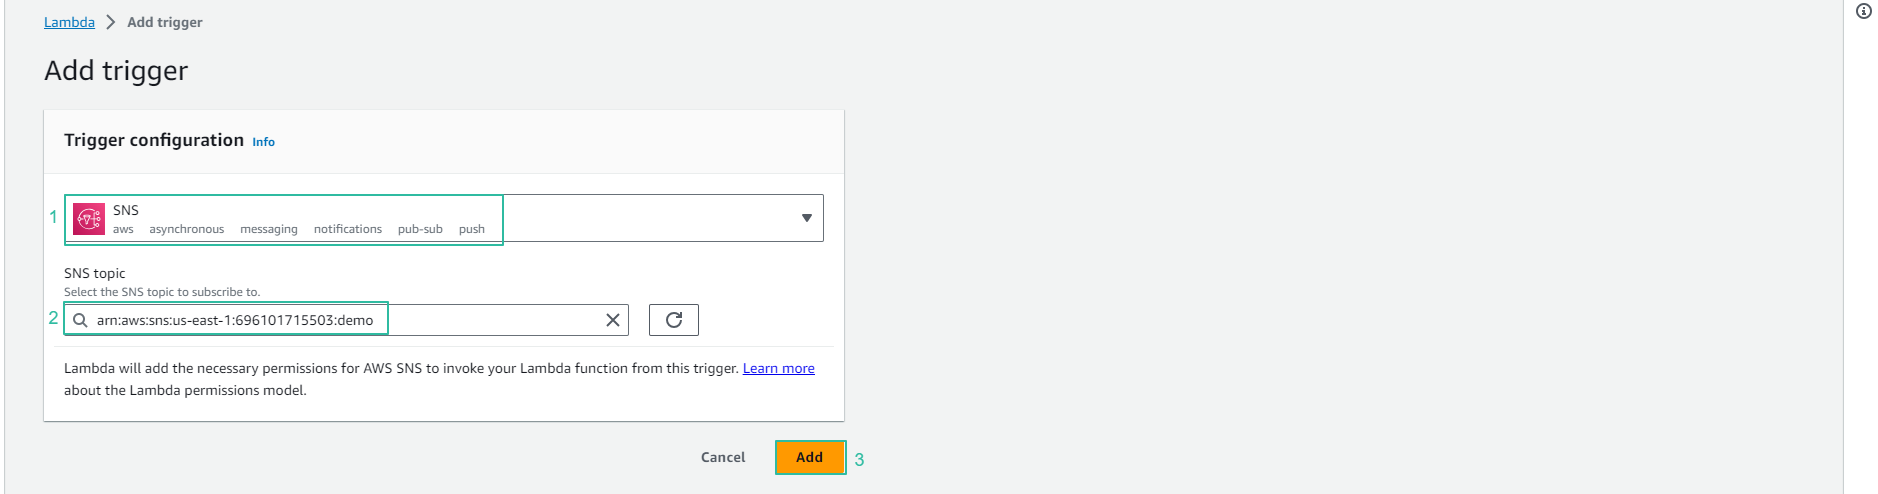 Lambda > Add trigger
Add trigger
Trigger configuration Info
1
SNS
aws asynchronous messaging notifications pub-sub push
SNS topic
Select the SNS topic to subscribe to.
2 arn:aws:sns:us-east-1:696101715503:demo
Lambda will add the necessary permissions for AWS SNS to invoke your Lambda function from this trigger. Learn more
about the Lambda permissions model.
Cancel Add 3